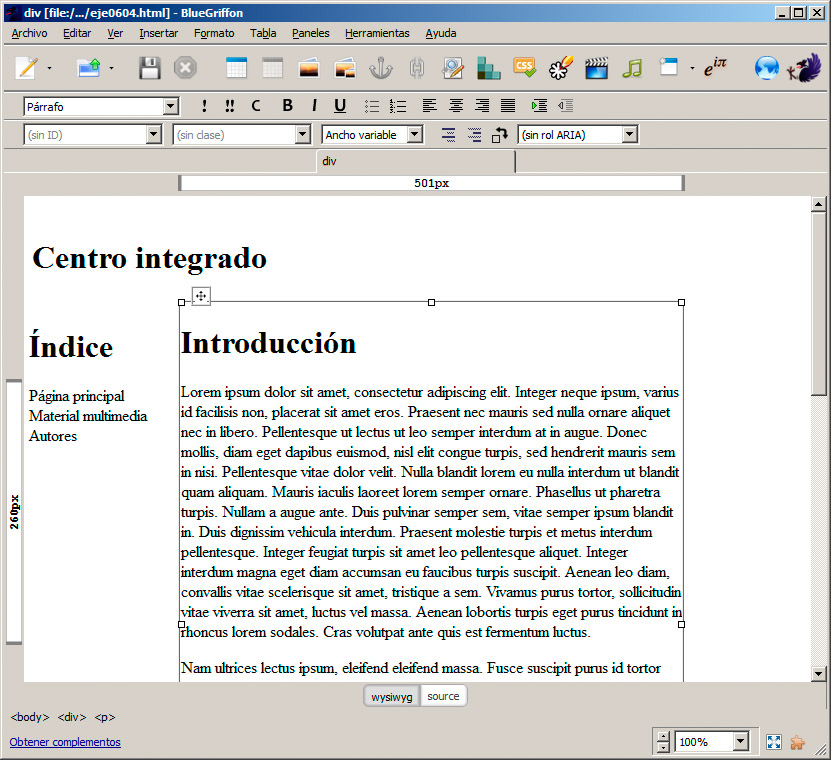 div [file:/.../eje0604.html] - BlueGriffon
Archivo Editar Ver Insertar Formato Tabla Paneles Herramientas Ayuda
CSS
e iπ
Párrafo ! !! C B I U
(sin ID) (sin clase) Ancho variable (sin rol ARIA)
div
501px
Centro integrado
Índice
Página principal
Material multimedia
Autores
260px
Introducción
Lorem ipsum dolor sit amet, consectetur adipiscing elit. Integer neque ipsum, varius
id facilisis non, placerat sit amet eros. Praesent nec mauris sed nulla ornare aliquet
nec in libero. Pellentesque ut lectus ut leo semper interdum at in augue. Donec
mollis, diam eget dapibus euismod, nisl elit congue turpis, sed hendrerit mauris sem
in nisi. Pellentesque vitae dolor velit. Nulla blandit lorem eu nulla interdum ut blandit
quam aliquam. Mauris iaculis laoreet lorem semper ornare. Phasellus ut pharetra
turpis. Nullam a augue ante. Duis pulvinar semper sem, vitae semper ipsum blandit
in. Duis dignissim vehicula interdum. Praesent molestie turpis et metus interdum
pellentesque. Integer feugiat turpis sit amet leo pellentesque aliquet. Integer
interdum magna eget diam accumsan eu faucibus turpis suscipit. Aenean leo diam,
convallis vitae scelerisque sit amet, tristique a sem. Vivamus purus tortor, sollicitudin
vitae viverra sit amet, luctus vel massa. Aenean lobortis turpis eget purus tincidunt in
rhoncus lorem sodales. Cras volutpat ante quis est fermentum luctus.
Nam ultrices lectus ipsum, eleifend eleifend massa. Fusce suscipit purus id tortor
wysiwyg source
<body> <div> <p>
Obtener complementos
100%